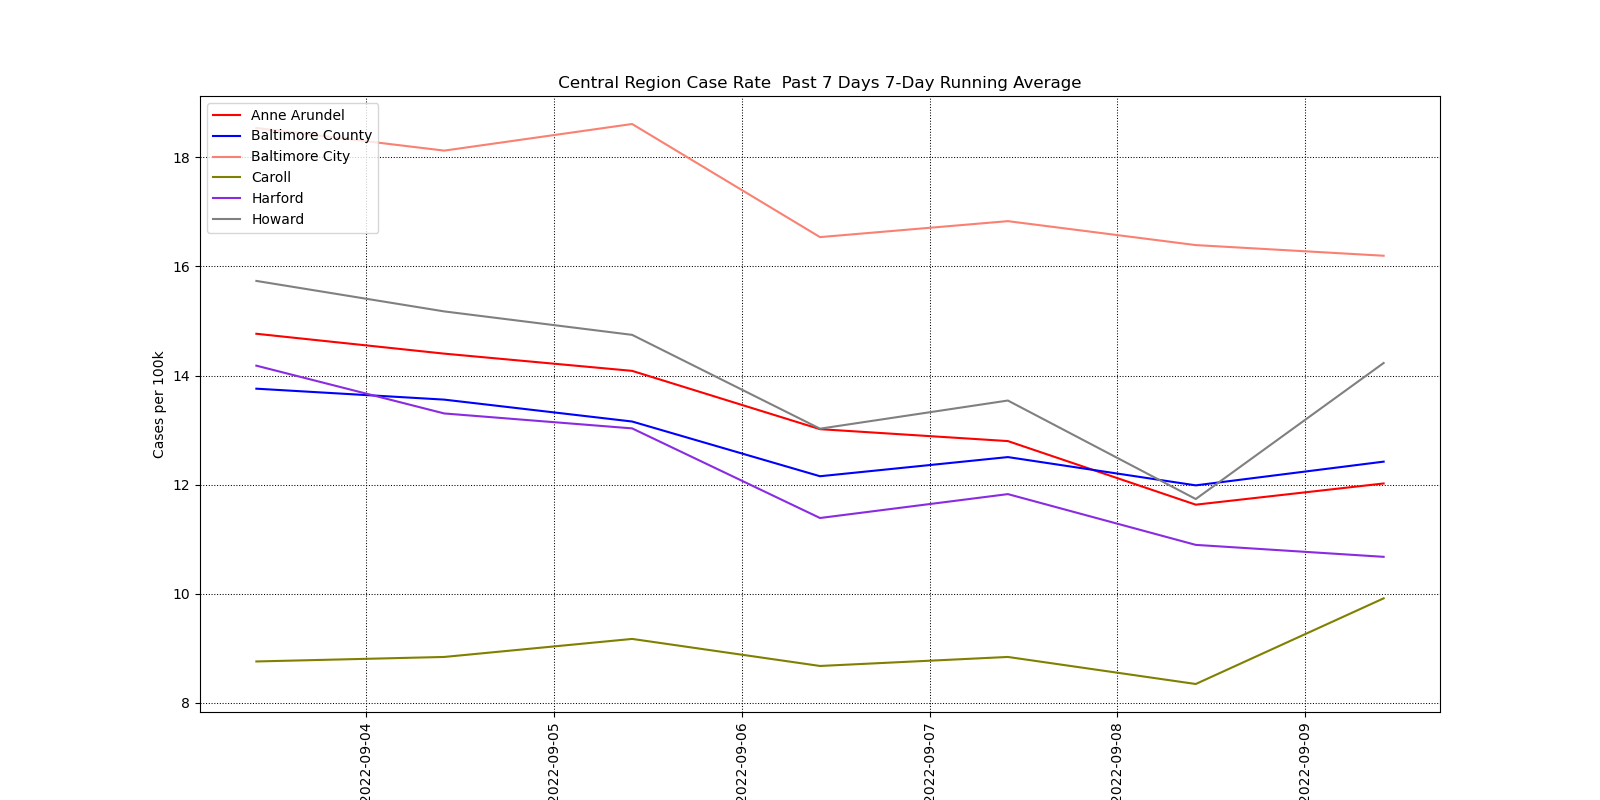 Central Region Case Rate  Past 7 Days 7-Day Running Average
Anne Arundel
Baltimore County
Baltimore City
Caroll
Harford
Howard
Cases per 100k
18
16
14
12
10
8
2022-09-04
2022-09-05
2022-09-06
2022-09-07
2022-09-08
2022-09-09